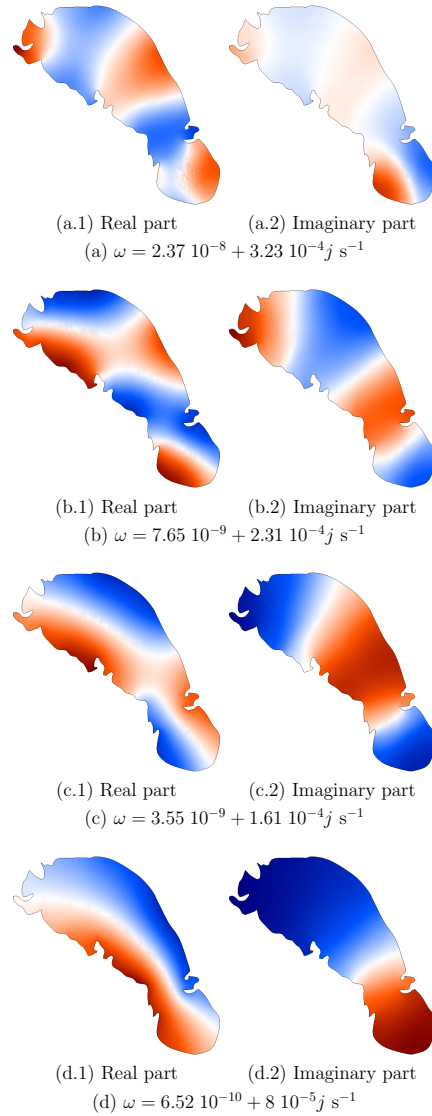 (a.1) Real part (a.2) Imaginary part
(a) ω = 2.37 10⁻⁸ + 3.23 10⁻⁴j s⁻¹
(b.1) Real part (b.2) Imaginary part
(b) ω = 7.65 10⁻⁹ + 2.31 10⁻⁴j s⁻¹
(c.1) Real part (c.2) Imaginary part
(c) ω = 3.55 10⁻⁹ + 1.61 10⁻⁴j s⁻¹
(d.1) Real part (d.2) Imaginary part
(d) ω = 6.52 10⁻¹⁰ + 8 10⁻⁵j s⁻¹